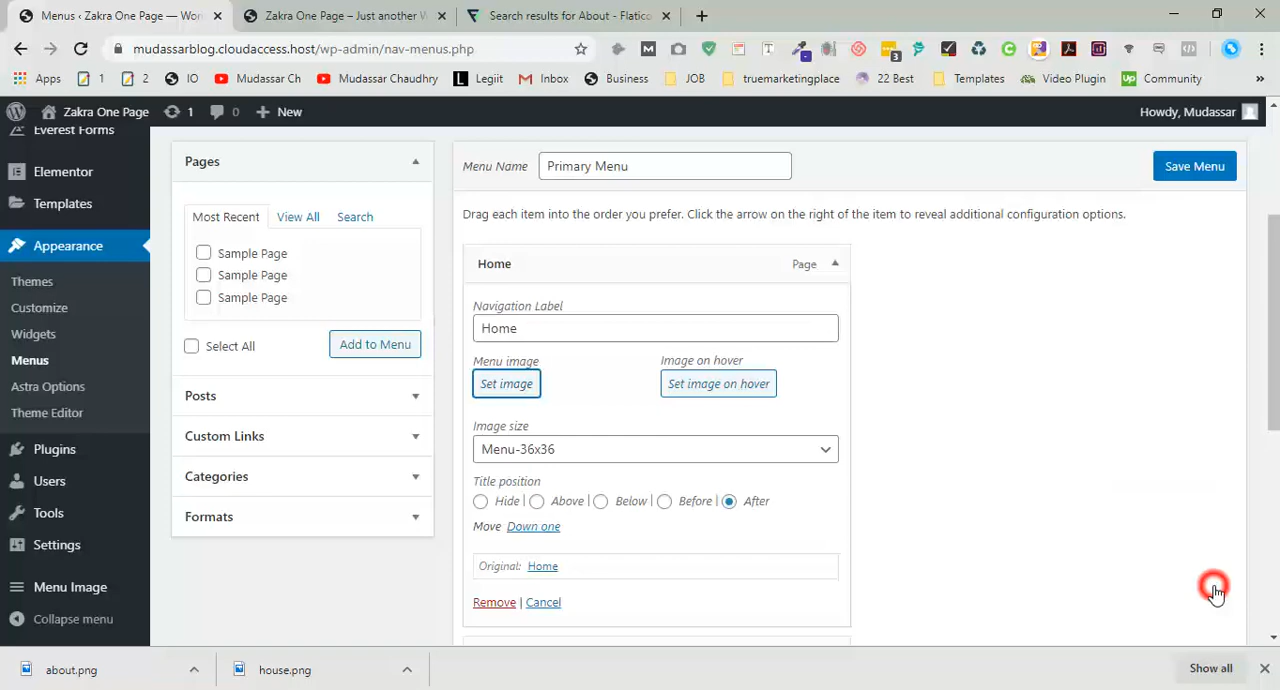 Menus ‹ Zakra One Page — Wor
Zakra One Page – Just another W
Search results for About - Flatico
mudassarblog.cloudaccess.host/wp-admin/nav-menus.php
Apps
1
2
IO
Mudassar Ch
Mudassar Chaudhry
Legiit
Inbox
Business
JOB
truemarketingplace
22 Best
Templates
Video Plugin
Community
Zakra One Page
1
0
New
Howdy, Mudassar
Everest Forms
Elementor
Templates
Appearance
Themes
Customize
Widgets
Menus
Astra Options
Theme Editor
Plugins
Users
Tools
Settings
Menu Image
Collapse menu
Pages
Most Recent
View All
Search
Sample Page
Sample Page
Sample Page
Select All
Add to Menu
Posts
Custom Links
Categories
Formats
Menu Name
Primary Menu
Save Menu
Drag each item into the order you prefer. Click the arrow on the right of the item to reveal additional configuration options.
Home
Page
Navigation Label
Home
Menu image
Image on hover
Set image
Set image on hover
Image size
Menu-36x36
Title position
Hide | Above | Below | Before | After
Move Down one
Original: Home
Remove | Cancel
about.png
house.png
Show all